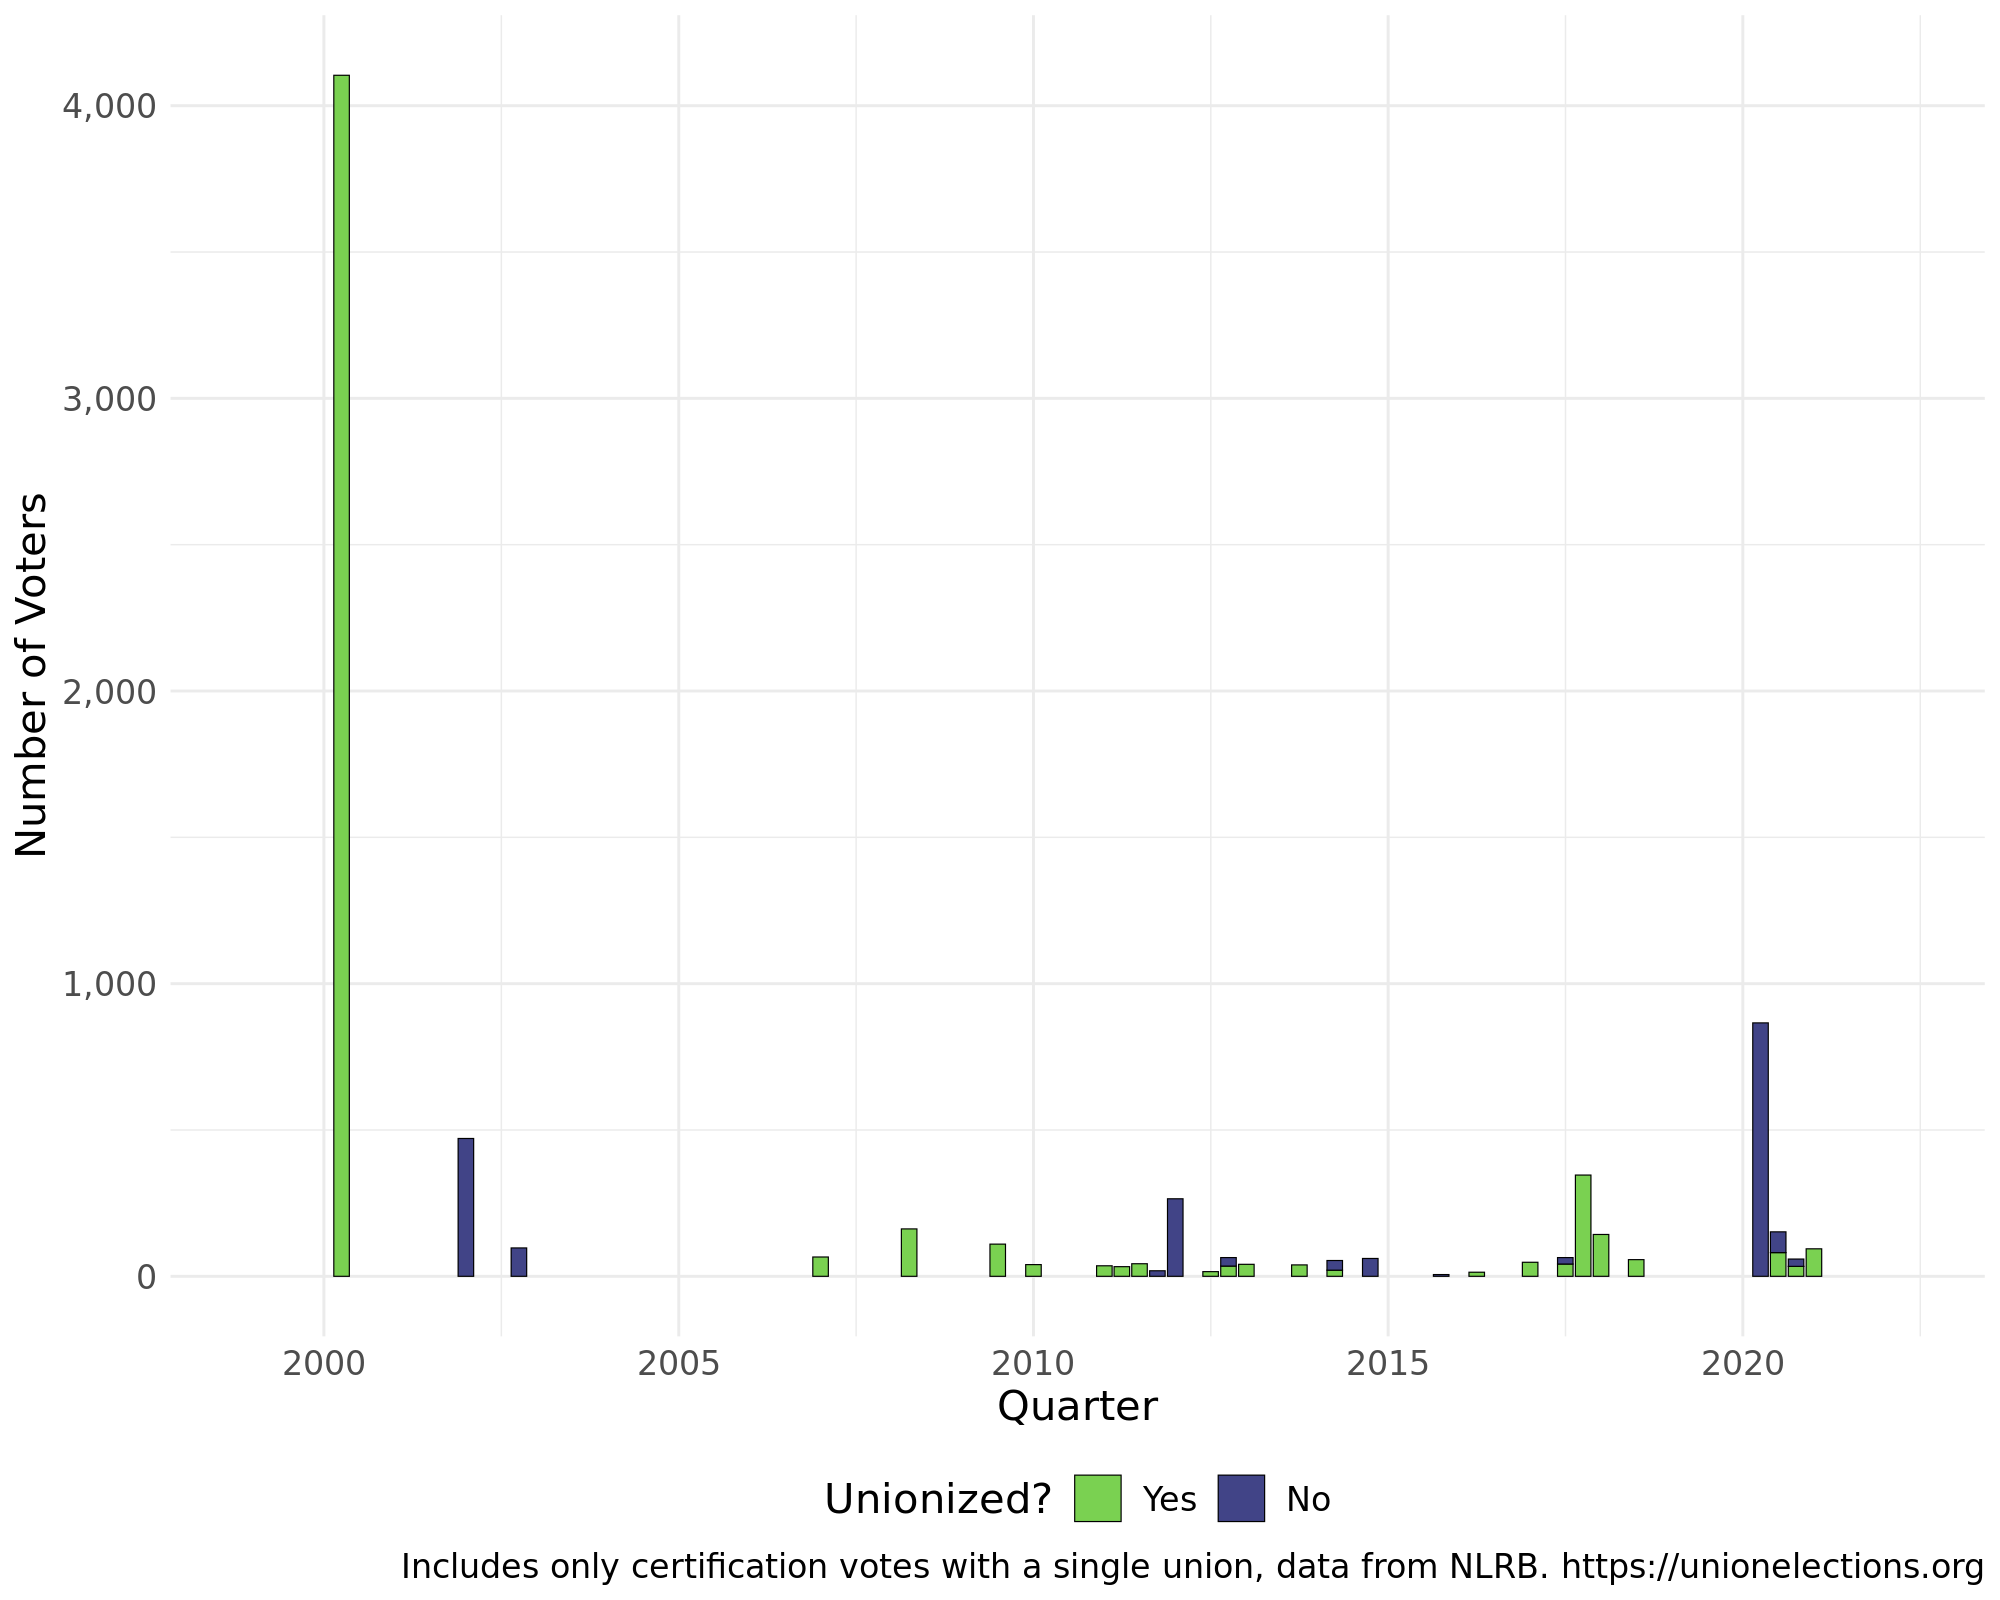 Number of Voters
4,000
3,000
2,000
1,000
0
2000 2005 2010 2015 2020
Quarter
Unionized? Yes No
Includes only certification votes with a single union, data from NLRB. https://unionelections.org